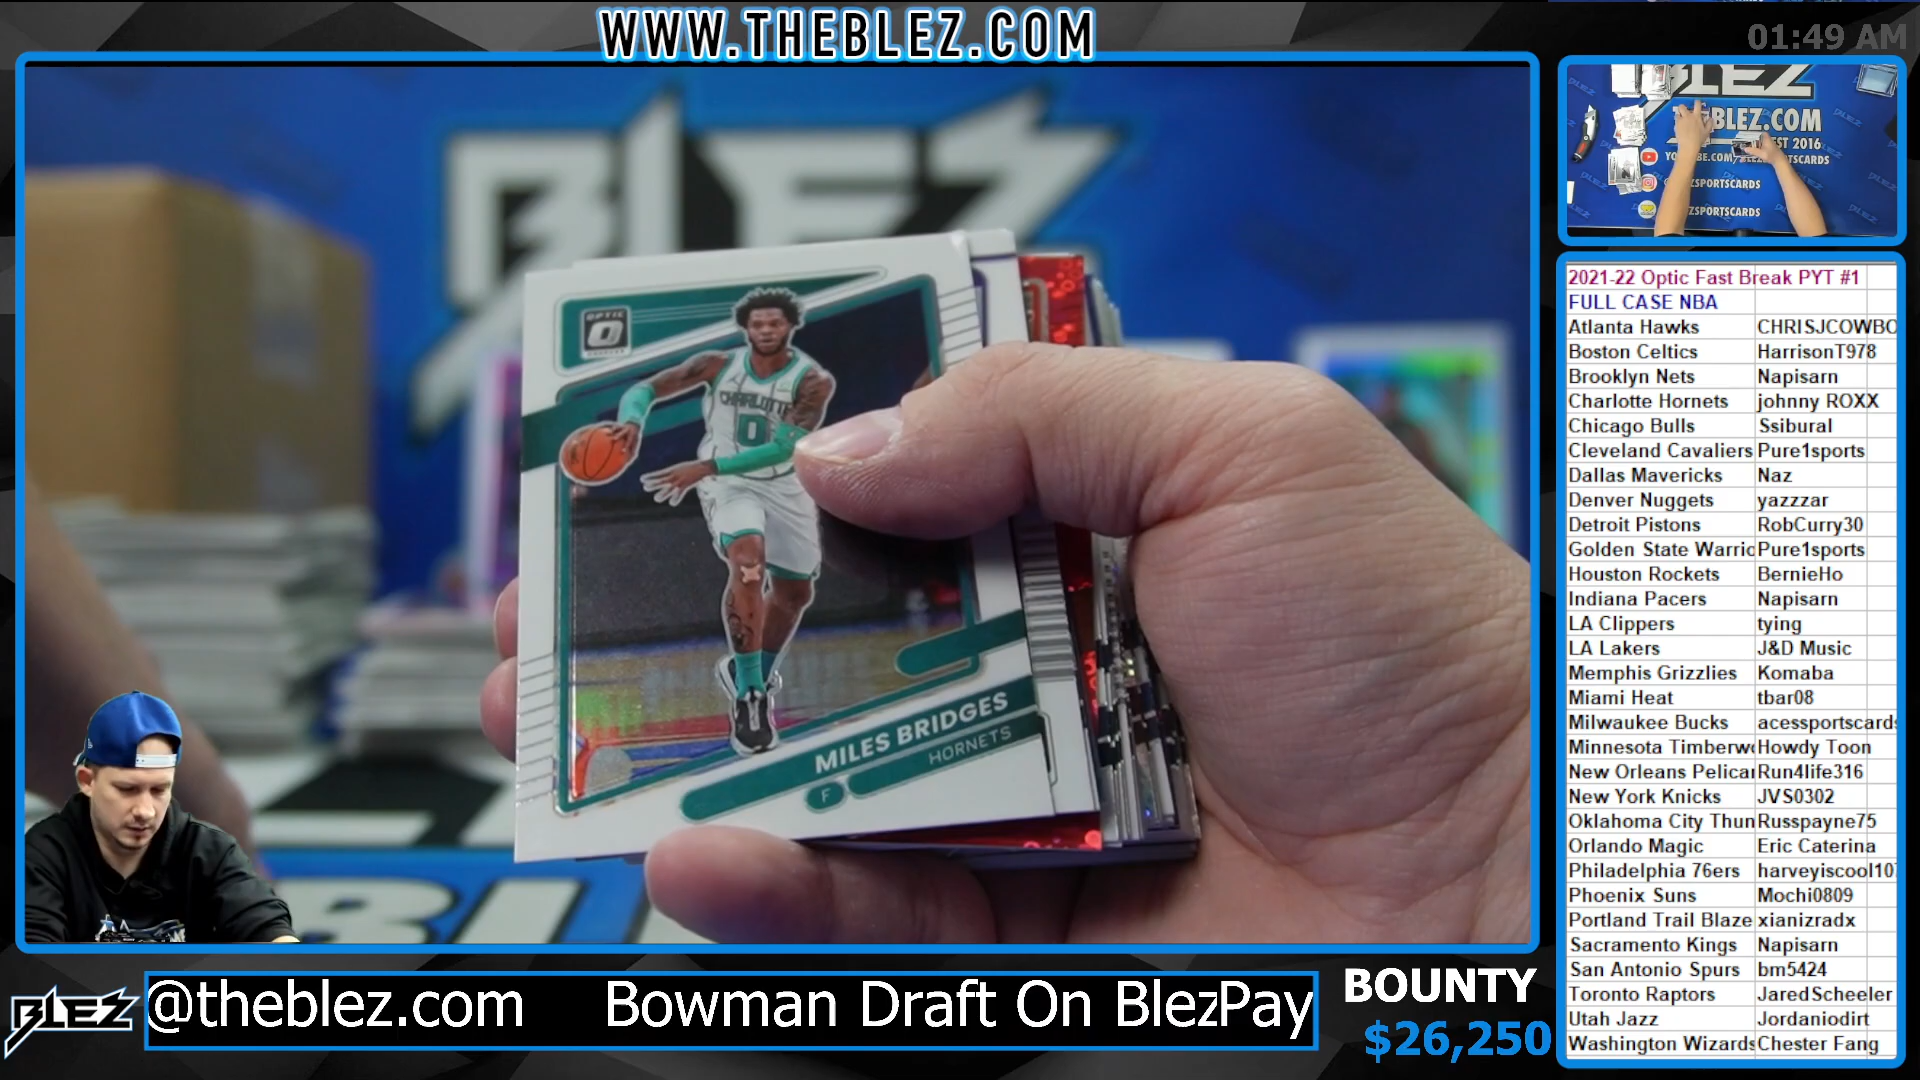 WWW.THEBLEZ.COM
01:49 AM
BLEZ
BLEZ
BLEZ.COM
EST 2016
ZSPORTSCARDS
ZSPORTSCARDS
OPTIC
CHARLOTTE
0
MILES BRIDGES
HORNETS
F
2021-22 Optic Fast Break PYT #1
FULL CASE NBA
Atlanta Hawks CHRISJCOWBO
Boston Celtics HarrisonT978
Brooklyn Nets Napisarn
Charlotte Hornets johnny ROXX
Chicago Bulls Ssibural
Cleveland Cavaliers Pure1sports
Dallas Mavericks Naz
Denver Nuggets yazzzar
Detroit Pistons RobCurry30
Golden State Warrio Pure1sports
Houston Rockets BernieHo
Indiana Pacers Napisarn
LA Clippers tying
LA Lakers J&D Music
Memphis Grizzlies Komaba
Miami Heat tbar08
Milwaukee Bucks acessportscards
Minnesota Timberwo Howdy Toon
New Orleans Pelican Run4life316
New York Knicks JVS0302
Oklahoma City Thun Russpayne75
Orlando Magic Eric Caterina
Philadelphia 76ers harveyiscool10
Phoenix Suns Mochi0809
Portland Trail Blaze xianizradx
Sacramento Kings Napisarn
San Antonio Spurs bm5424
Toronto Raptors JaredScheeler
Utah Jazz Jordaniodirt
Washington Wizards Chester Fang
BLEZ
@theblez.com Bowman Draft On BlezPay
BOUNTY
$26,250